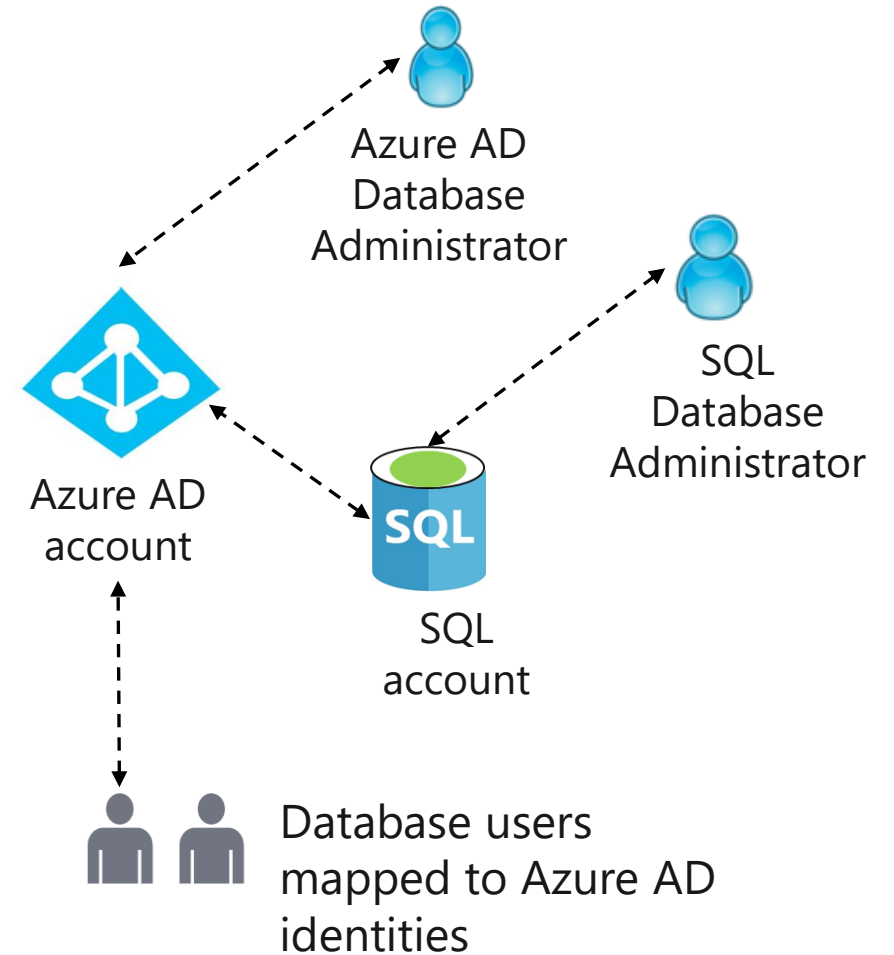 Azure AD
Database
Administrator
SQL
Database
Administrator
Azure AD
account
SQL
SQL
account
Database users
mapped to Azure AD
identities